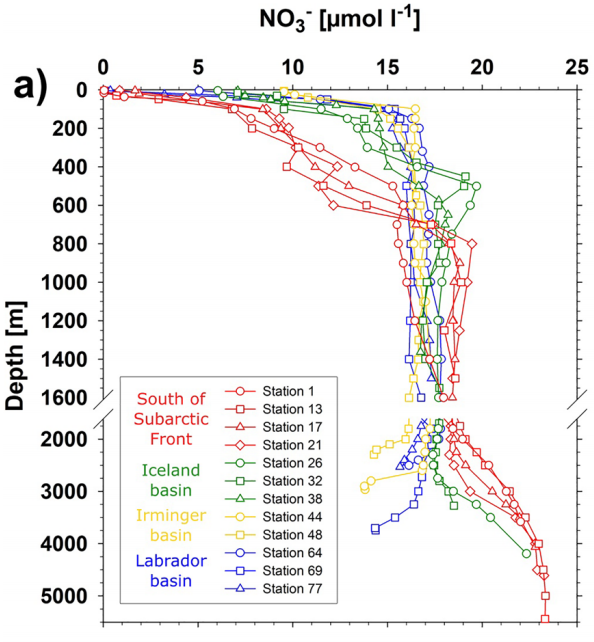 NO₃⁻ [µmol l⁻¹]
a)
0 5 10 15 20 25
Depth [m]
0
200
400
600
800
1000
1200
1400
1600
2000
3000
4000
5000
South of
Subarctic
Front
Iceland
basin
Irminger
basin
Labrador
basin
Station 1
Station 13
Station 17
Station 21
Station 26
Station 32
Station 38
Station 44
Station 48
Station 64
Station 69
Station 77